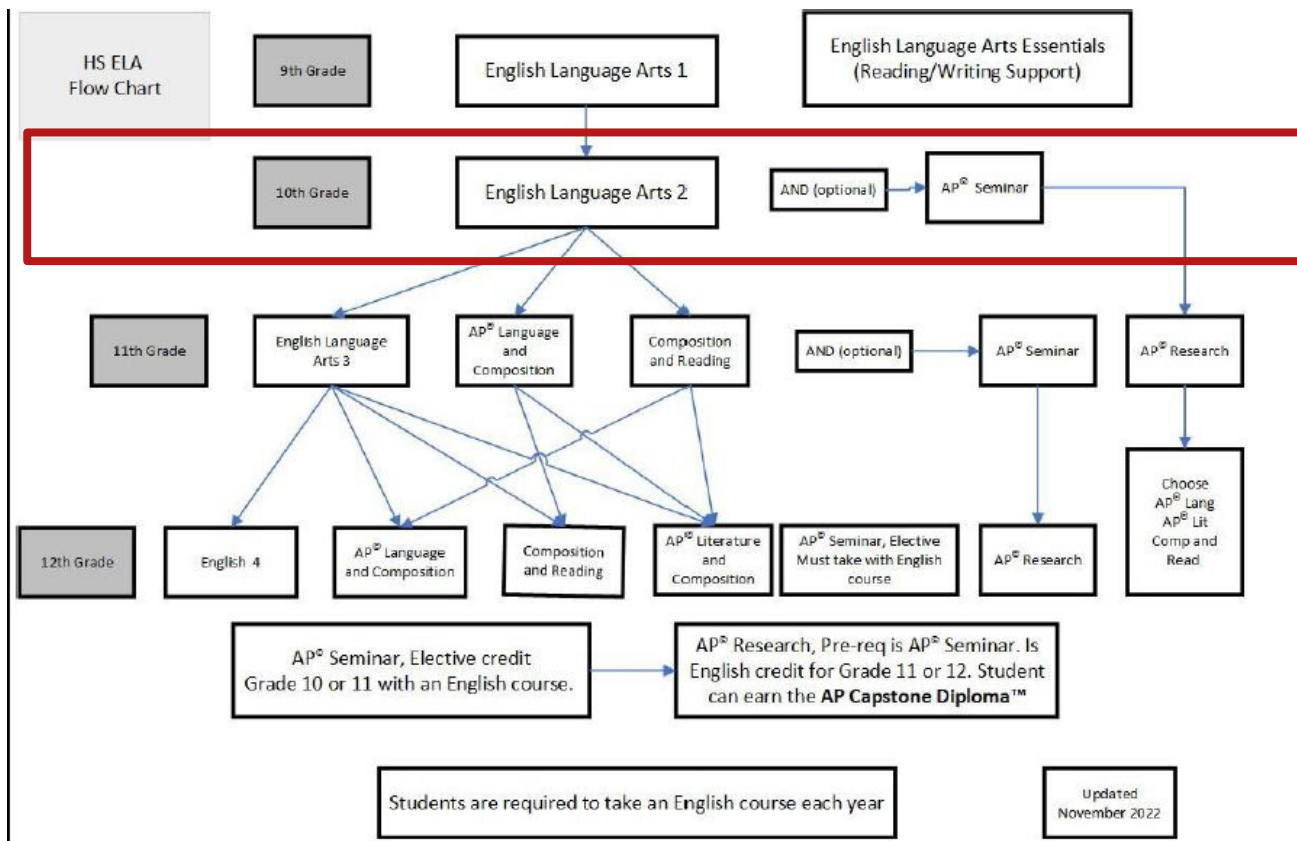 HS ELA
Flow Chart
9th Grade
English Language Arts 1
English Language Arts Essentials
(Reading/Writing Support)
10th Grade
English Language Arts 2
AND (optional)
AP® Seminar
11th Grade
English Language
Arts 3
AP® Language
and
Composition
Composition
and Reading
AND (optional)
AP® Seminar
AP® Research
12th Grade
English 4
AP® Language
and Composition
Composition
and Reading
AP® Literature
and
Composition
AP® Seminar, Elective
Must take with English
course
AP® Research
Choose
AP® Lang
AP® Lit
Comp and
Read
AP® Seminar, Elective credit
Grade 10 or 11 with an English course.
AP® Research, Pre-req is AP® Seminar. Is
English credit for Grade 11 or 12. Student
can earn the AP Capstone Diploma™
Students are required to take an English course each year
Updated
November 2022